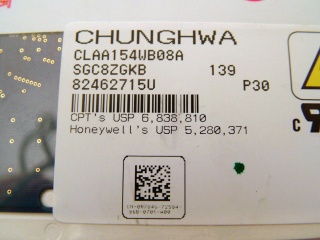 CHUNGHWA
CLAA154WB08A
SGC8ZGKB 139
82462715U P30
CPT's USP 6,838,810
Honeywell's USP 5,280,371